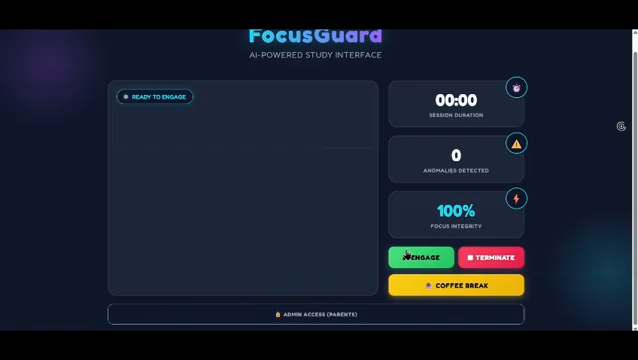 FocusGuard
AI-POWERED STUDY INTERFACE
READY TO ENGAGE
00:00
SESSION DURATION
0
ANOMALIES DETECTED
100%
FOCUS INTEGRITY
ENGAGE
TERMINATE
COFFEE BREAK
ADMIN ACCESS (PARENTS)